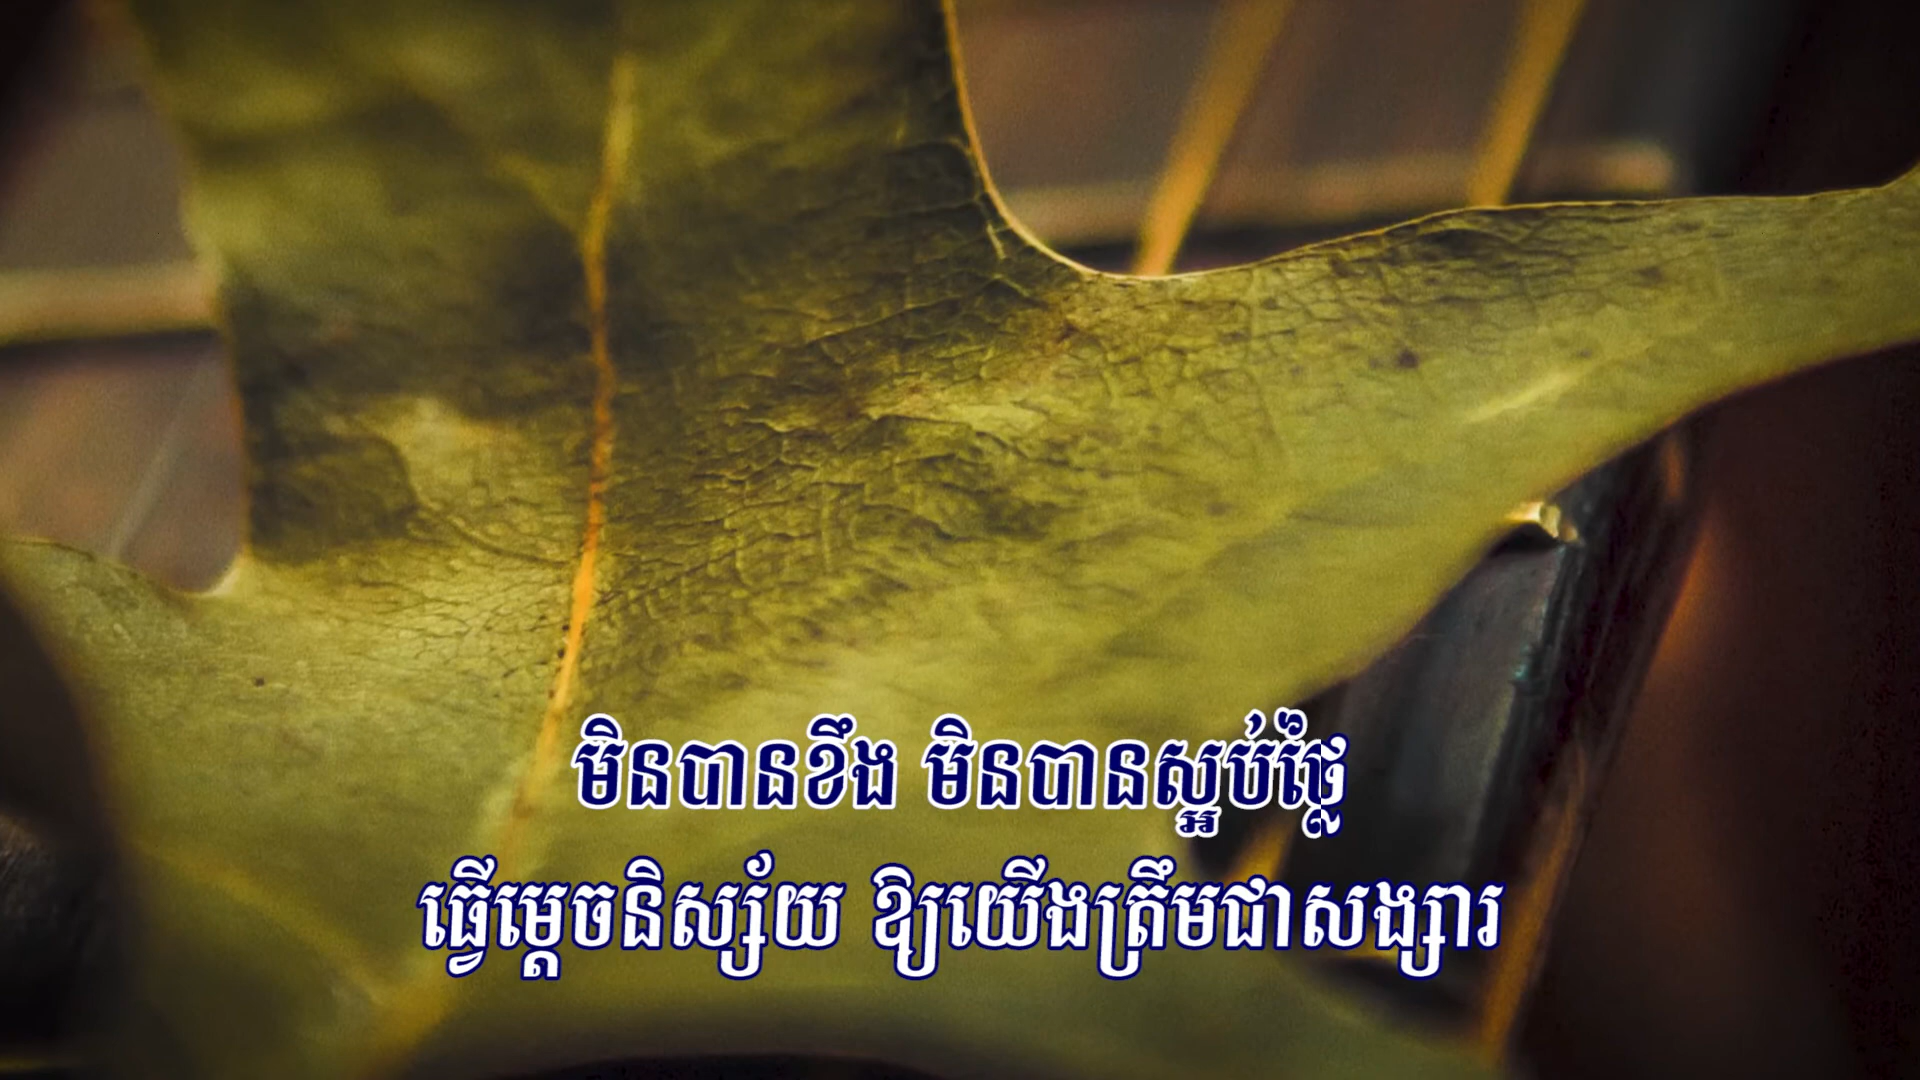 មិនបានខឹង មិនបានស្អប់ថ្លៃ
ធ្វើម្ដេចនិស្ស័យ ឱ្យយើងត្រឹមជាសង្សារ